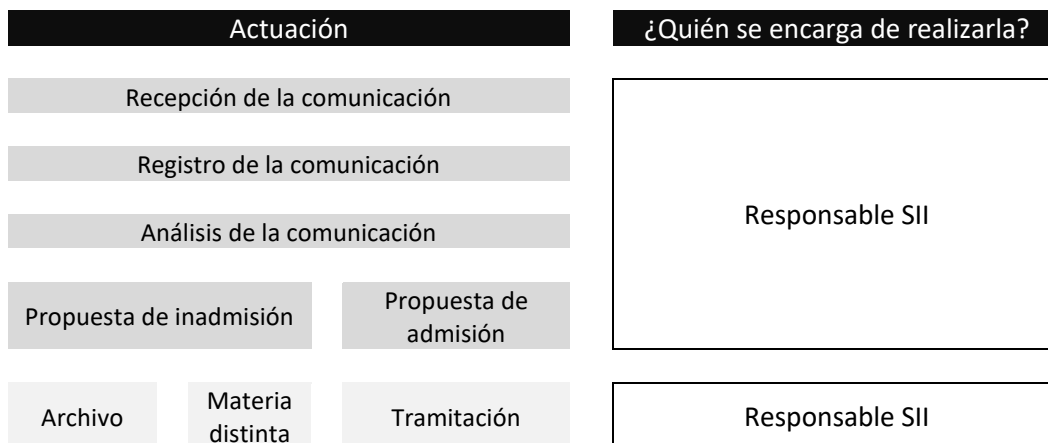 Actuación
¿Quién se encarga de realizarla?
Recepción de la comunicación
Registro de la comunicación
Análisis de la comunicación
Responsable SII
Propuesta de inadmisión
Propuesta de
admisión
Archivo
Materia
distinta
Tramitación
Responsable SII